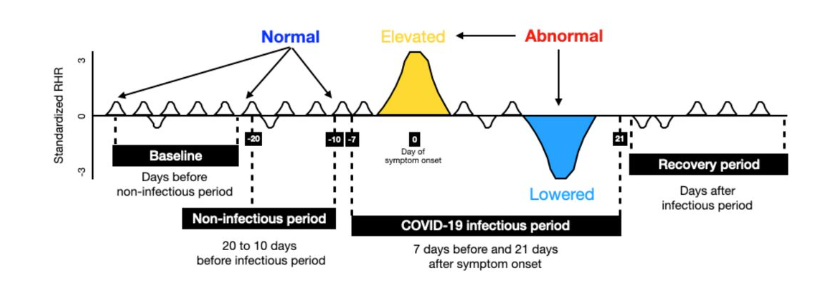 Normal
Elevated
Abnormal
Standardized RHR
3
0
-3
-20
-10
-7
0
21
Day of
symptom onset
Baseline
Days before
non-infectious period
Recovery period
Days after
infectious period
Lowered
Non-infectious period
20 to 10 days
before infectious period
COVID-19 infectious period
7 days before and 21 days
after symptom onset